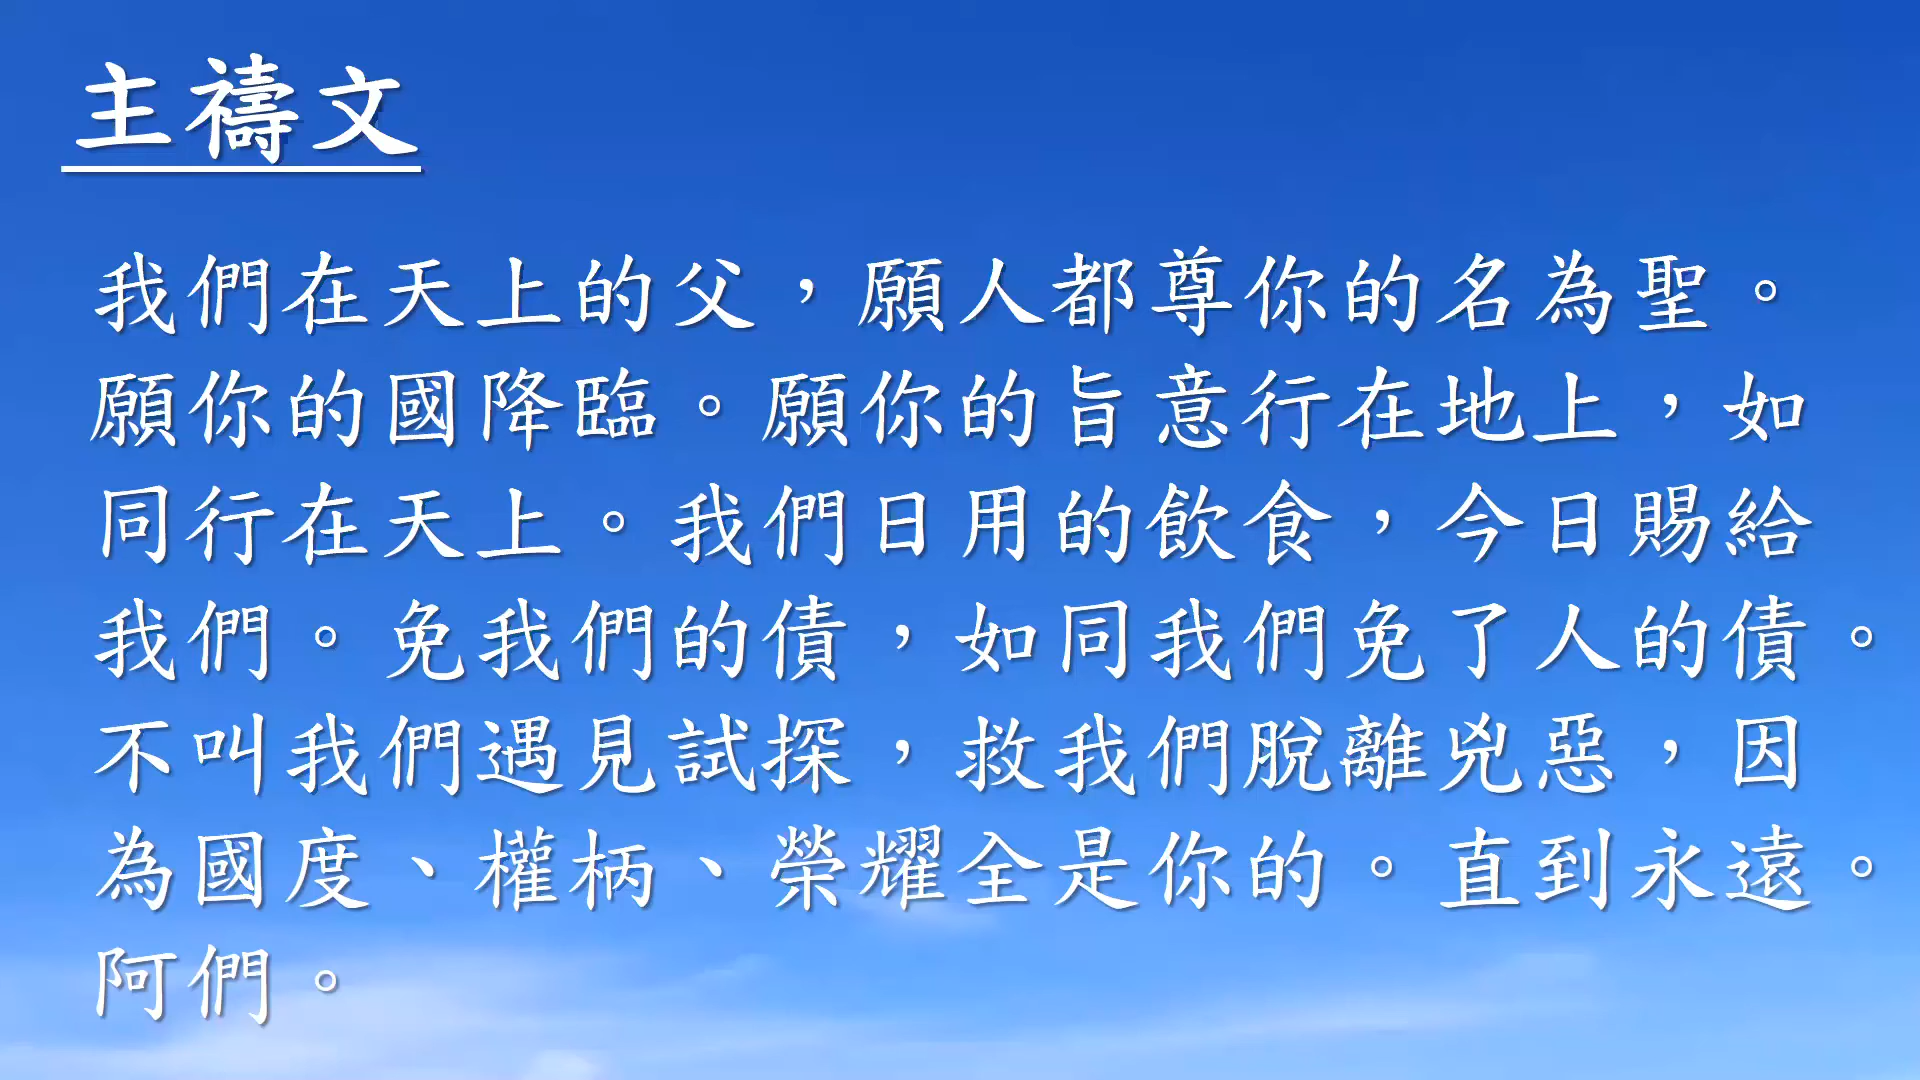 主禱文
我們在天上的父，願人都尊你的名為聖。
願你的國降臨。願你的旨意行在地上，如
同行在天上。我們日用的飲食，今日賜給
我們。免我們的債，如同我們免了人的債。
不叫我們遇見試探，救我們脫離兇惡，因
為國度、權柄、榮耀全是你的。直到永遠。
阿們。